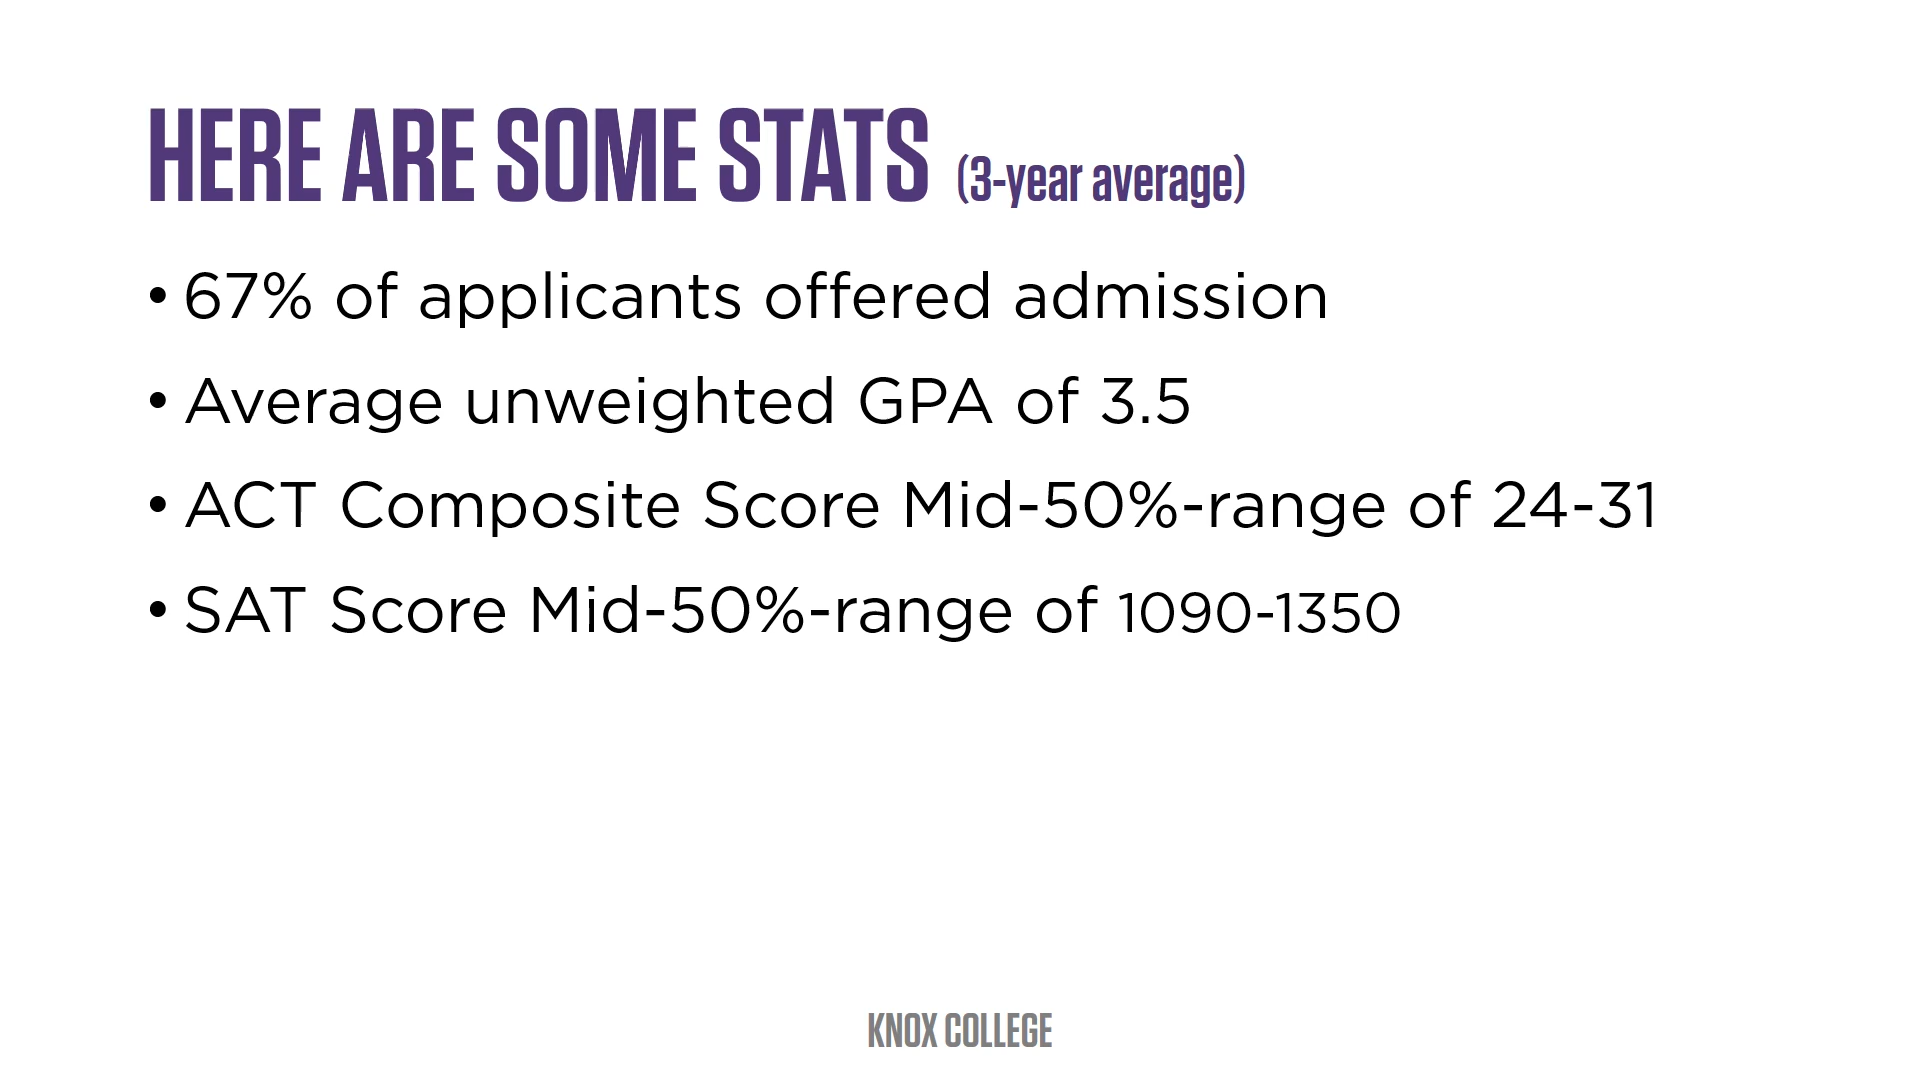 HERE ARE SOME STATS (3-year average)
• 67% of applicants offered admission
• Average unweighted GPA of 3.5
• ACT Composite Score Mid-50%-range of 24-31
• SAT Score Mid-50%-range of 1090-1350
KNOX COLLEGE